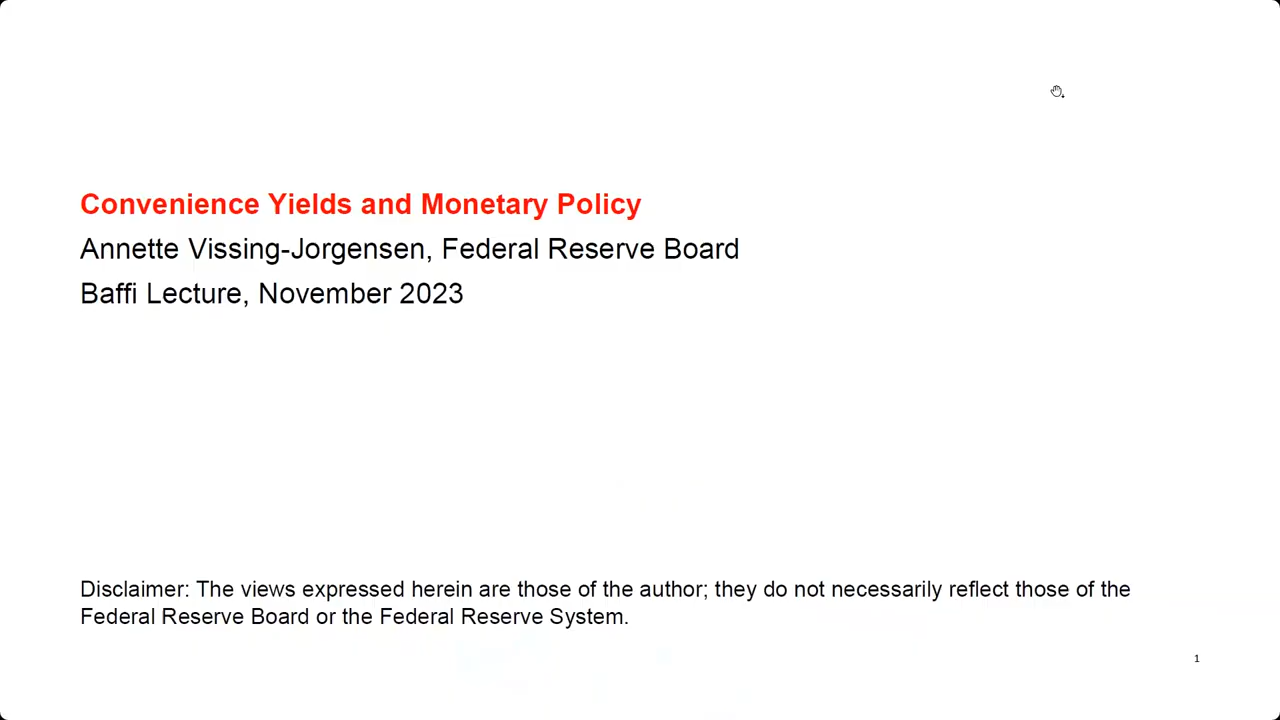 Convenience Yields and Monetary Policy
Annette Vissing-Jorgensen, Federal Reserve Board
Baffi Lecture, November 2023
Disclaimer: The views expressed herein are those of the author; they do not necessarily reflect those of the
Federal Reserve Board or the Federal Reserve System.
1